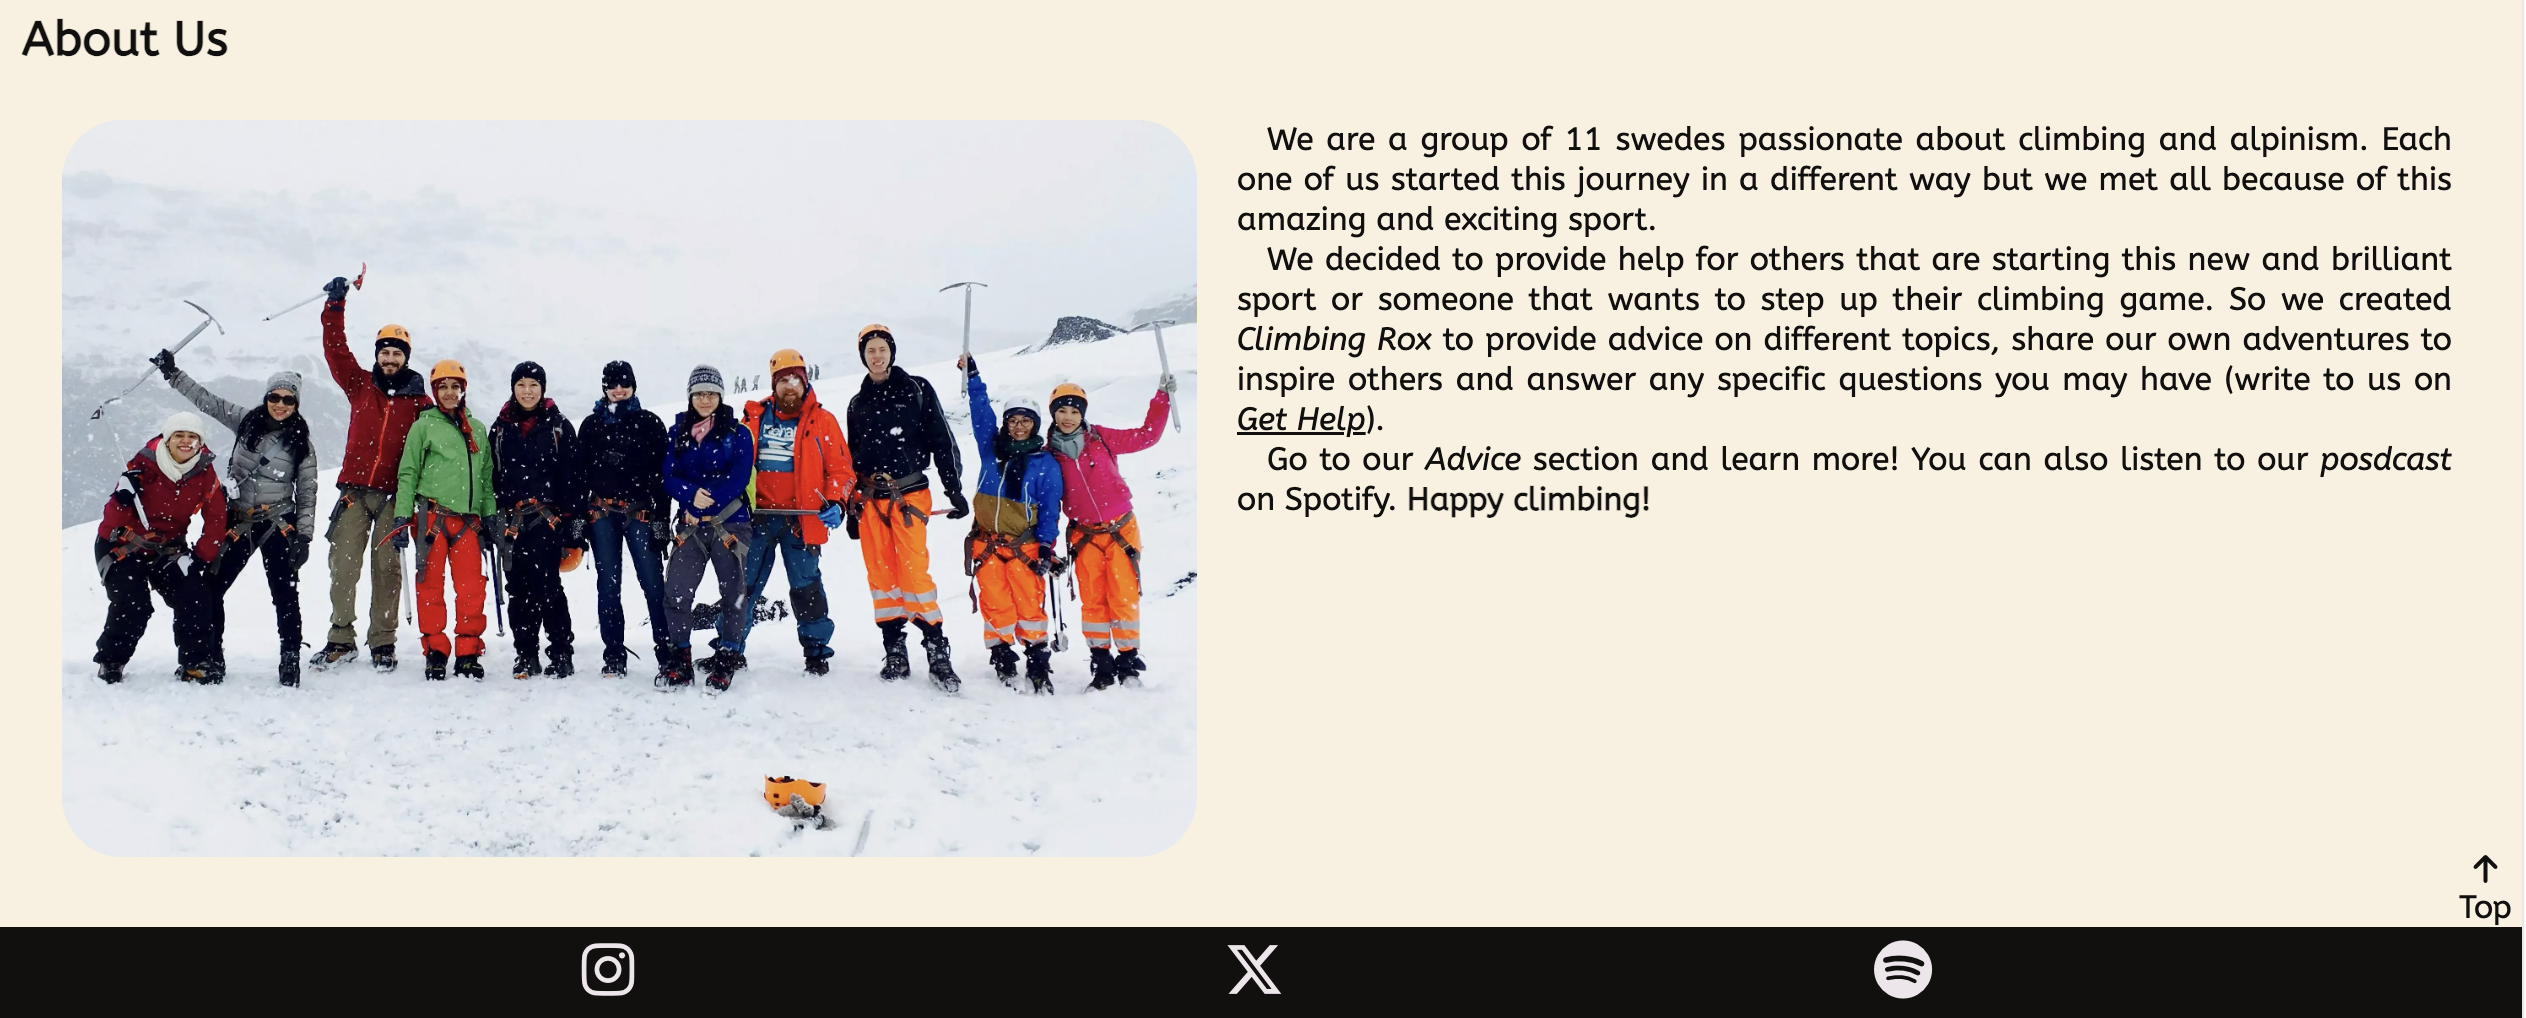 About Us
We are a group of 11 swedes passionate about climbing and alpinism. Each
one of us started this journey in a different way but we met all because of this
amazing and exciting sport.
We decided to provide help for others that are starting this new and brilliant
sport or someone that wants to step up their climbing game. So we created
Climbing Rox to provide advice on different topics, share our own adventures to
inspire others and answer any specific questions you may have (write to us on
Get Help).
Go to our Advice section and learn more! You can also listen to our posdcast
on Spotify. Happy climbing!
Top